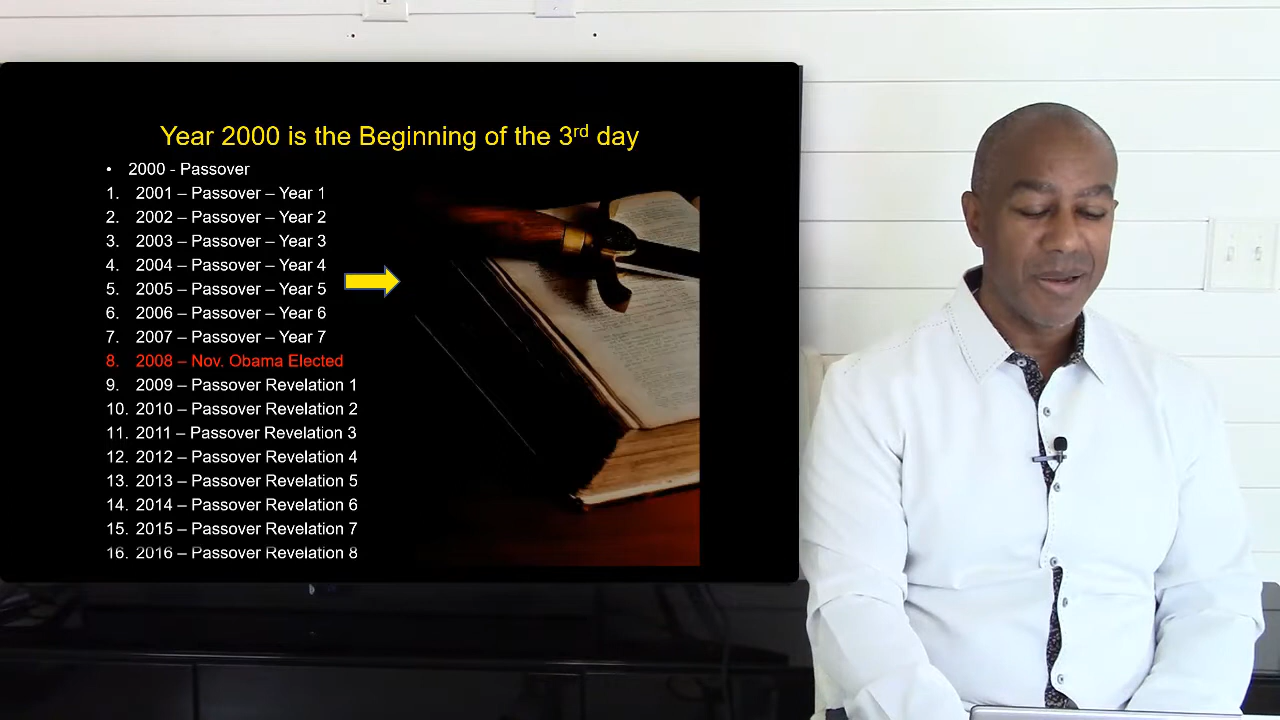 Year 2000 is the Beginning of the 3rd day
• 2000 - Passover
1. 2001 – Passover – Year 1
2. 2002 – Passover – Year 2
3. 2003 – Passover – Year 3
4. 2004 – Passover – Year 4
5. 2005 – Passover – Year 5
6. 2006 – Passover – Year 6
7. 2007 – Passover – Year 7
8. 2008 – Nov. Obama Elected
9. 2009 – Passover Revelation 1
10. 2010 – Passover Revelation 2
11. 2011 – Passover Revelation 3
12. 2012 – Passover Revelation 4
13. 2013 – Passover Revelation 5
14. 2014 – Passover Revelation 6
15. 2015 – Passover Revelation 7
16. 2016 – Passover Revelation 8